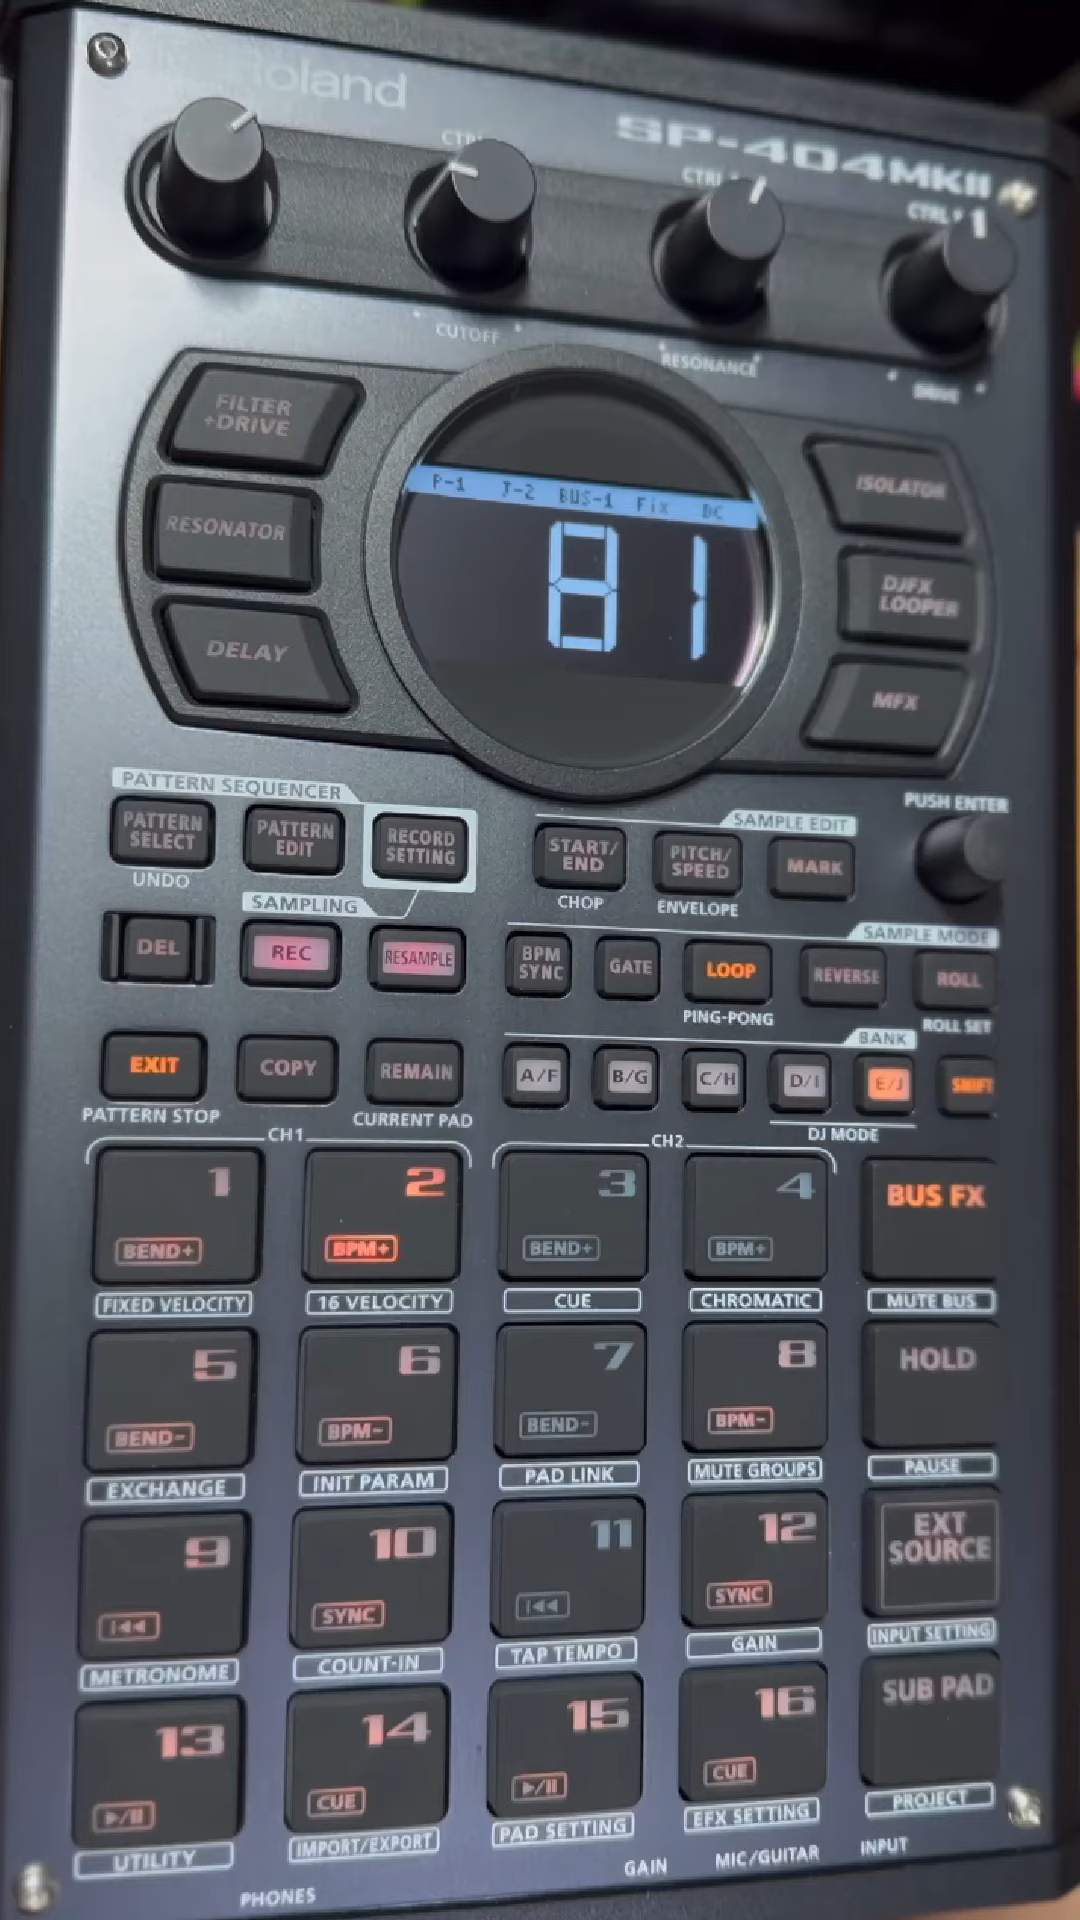 Roland
SP-404MKII
CTRL
CTRL
CTRL
CUTOFF
RESONANCE
DRIVE
FILTER
+DRIVE
RESONATOR
DELAY
P-1 J-2 BUS-1 Fix DC
81
ISOLATOR
DJFX
LOOPER
MFX
PATTERN SEQUENCER
PATTERN
SELECT
UNDO
PATTERN
EDIT
RECORD
SETTING
SAMPLE EDIT
START/
END
CHOP
PITCH/
SPEED
ENVELOPE
MARK
PUSH ENTER
SAMPLING
DEL
REC
RESAMPLE
SAMPLE MODE
BPM
SYNC
GATE
LOOP
PING-PONG
REVERSE
ROLL
ROLL SET
EXIT
PATTERN STOP
COPY
REMAIN
CURRENT PAD
BANK
A/F
B/G
C/H
D/I
E/J
SHIFT
DJ MODE
CH1
CH2
1
BEND+
FIXED VELOCITY
2
BPM+
16 VELOCITY
3
BEND+
CUE
4
BPM+
CHROMATIC
BUS FX
MUTE BUS
5
BEND-
EXCHANGE
6
BPM-
INIT PARAM
7
BEND-
PAD LINK
8
BPM-
MUTE GROUPS
HOLD
PAUSE
9
METRONOME
10
SYNC
COUNT-IN
11
TAP TEMPO
12
SYNC
GAIN
EXT
SOURCE
INPUT SETTING
13
UTILITY
14
CUE
IMPORT/EXPORT
15
PAD SETTING
16
CUE
EFX SETTING
SUB PAD
PROJECT
PHONES
GAIN
MIC/GUITAR
INPUT